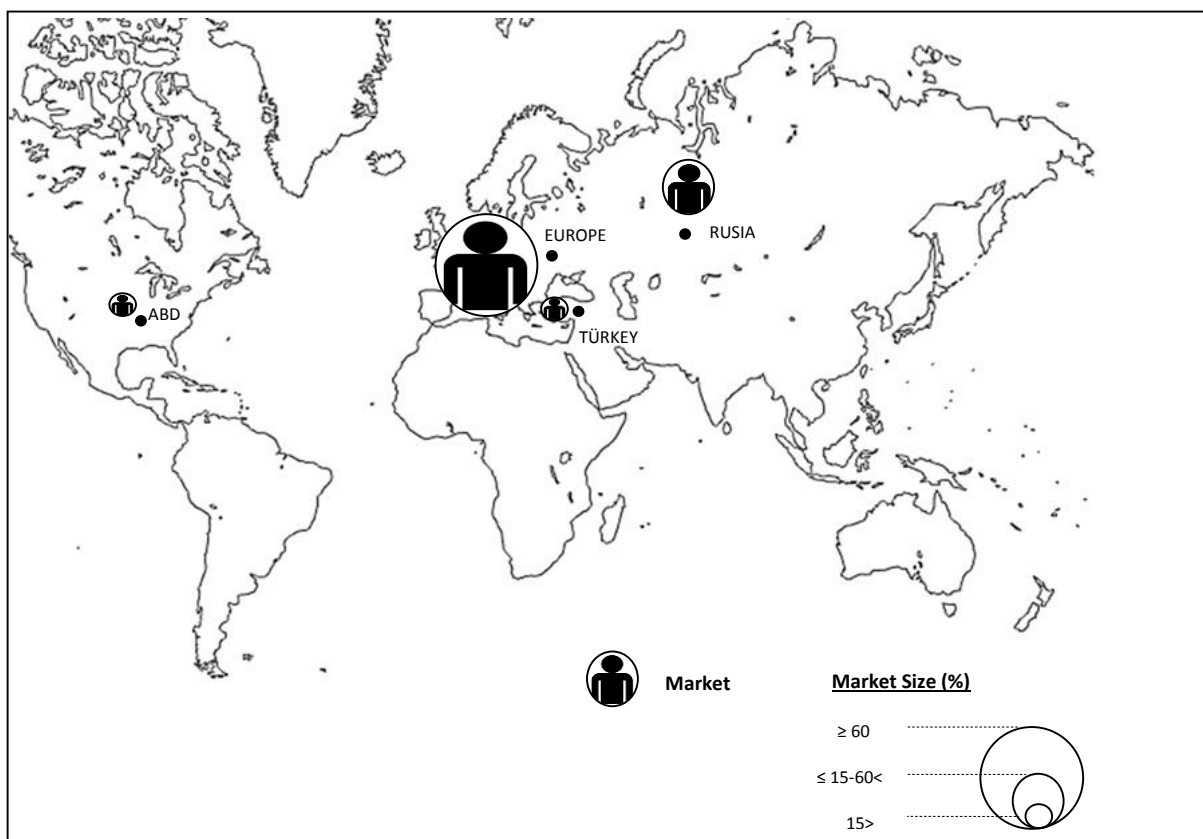 EUROPE
RUSIA
ABD
TÜRKEY
Market
Market Size (%)
≥ 60
≤ 15-60<
15>